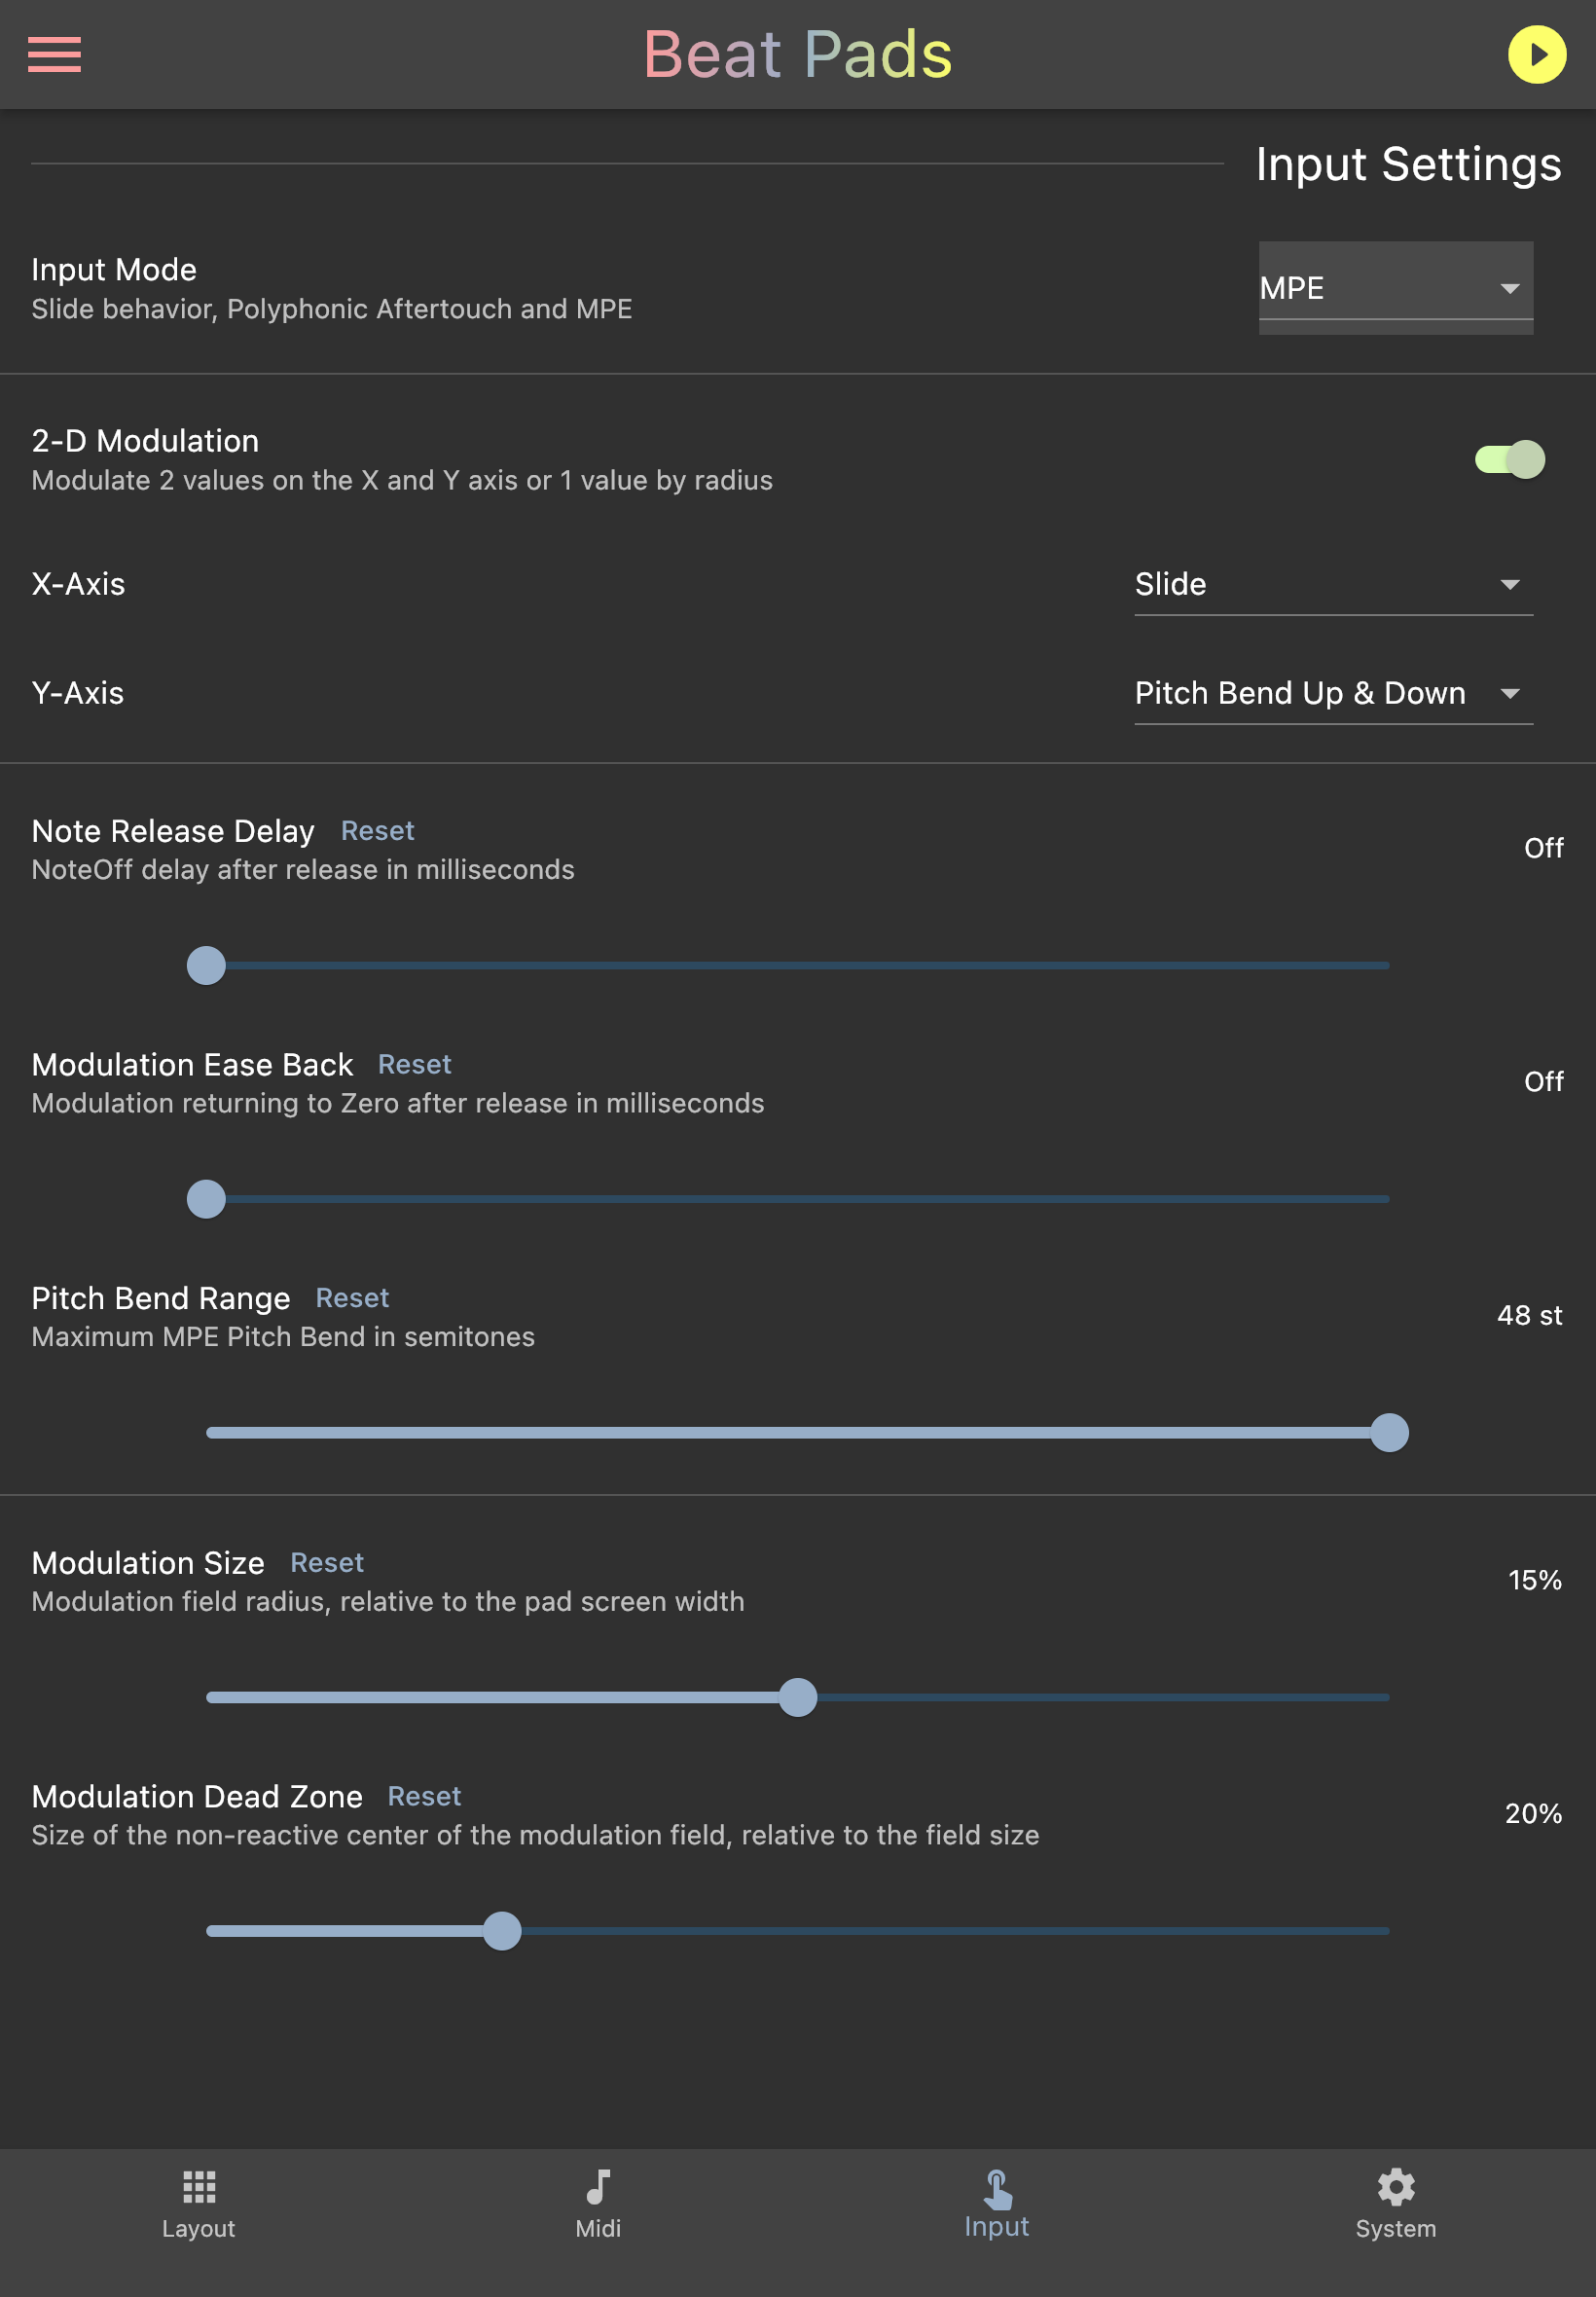 Beat Pads
Input Settings
Input Mode
Slide behavior, Polyphonic Aftertouch and MPE
MPE
2-D Modulation
Modulate 2 values on the X and Y axis or 1 value by radius
X-Axis
Slide
Y-Axis
Pitch Bend Up & Down
Note Release Delay Reset
NoteOff delay after release in milliseconds
Off
Modulation Ease Back Reset
Modulation returning to Zero after release in milliseconds
Off
Pitch Bend Range Reset
Maximum MPE Pitch Bend in semitones
48 st
Modulation Size Reset
Modulation field radius, relative to the pad screen width
15%
Modulation Dead Zone Reset
Size of the non-reactive center of the modulation field, relative to the field size
20%
Layout
Midi
Input
System